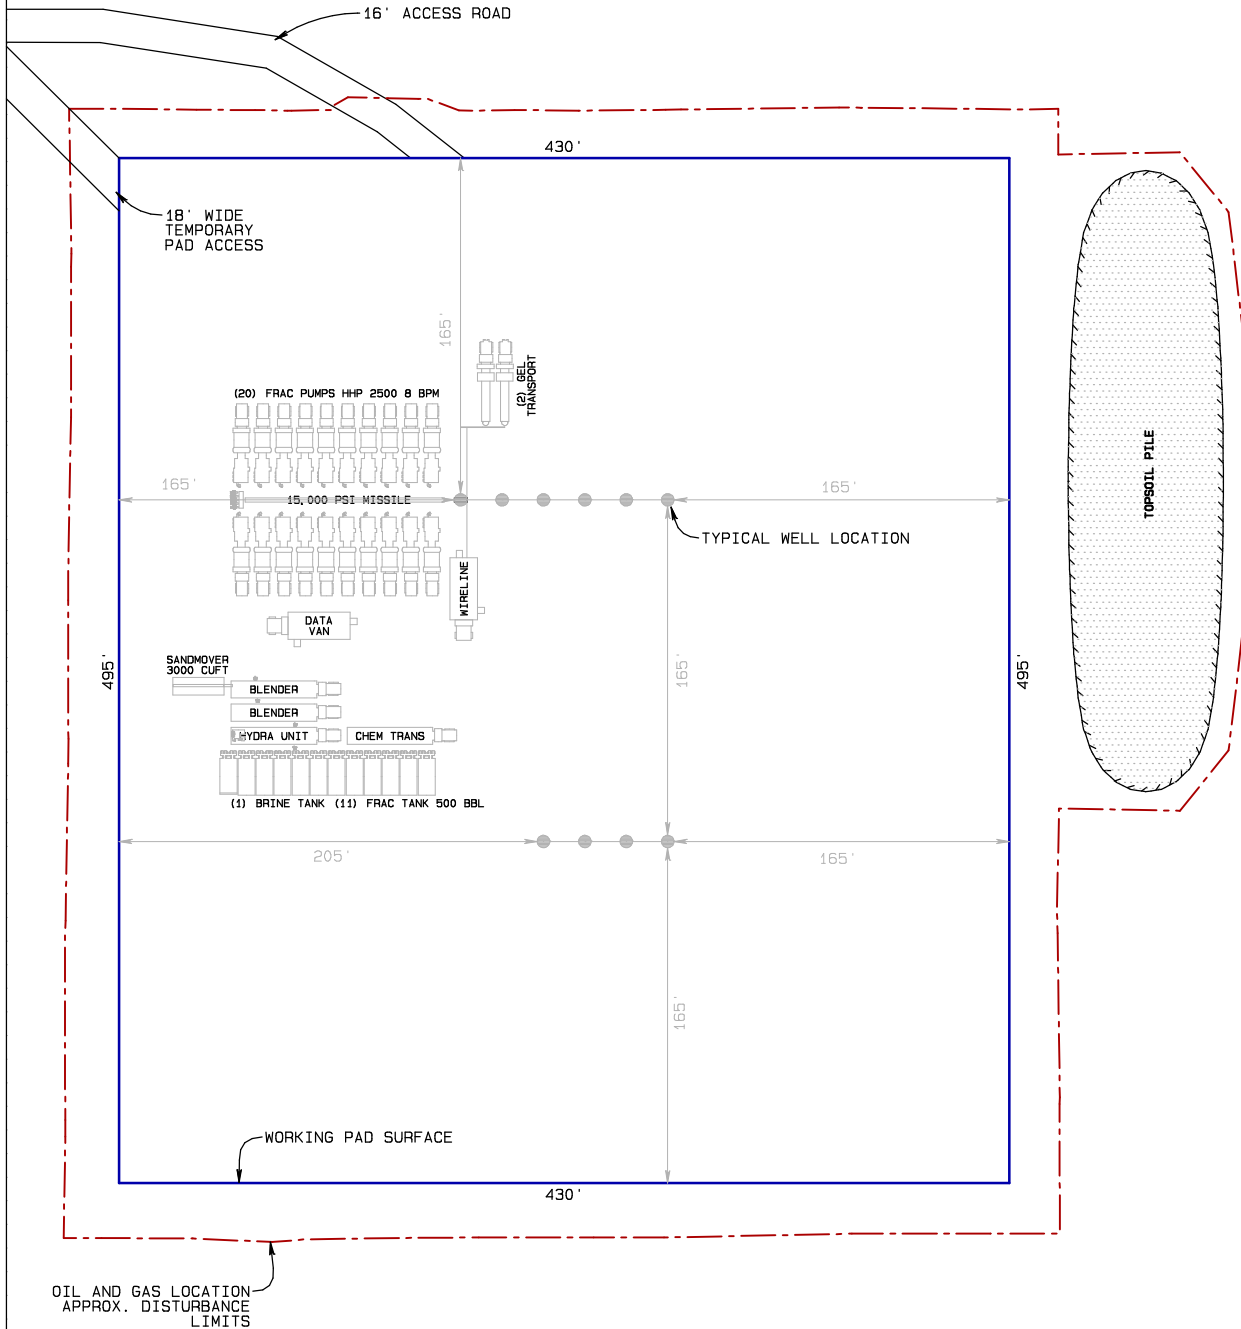 16' ACCESS ROAD
430'
18' WIDE
TEMPORARY
PAD ACCESS
165'
(2) GEL
TRANSPORT
(20) FRAC PUMPS HHP 2500 8 BPM
165'
15,000 PSI MISSILE
165'
TOPSOIL PILE
TYPICAL WELL LOCATION
WIRELINE
DATA
VAN
SANDMOVER
3000 CUFT
495'
165'
495'
BLENDER
BLENDER
HYDRA UNIT
CHEM TRANS
(1) BRINE TANK (11) FRAC TANK 500 BBL
205'
165'
165'
WORKING PAD SURFACE
430'
OIL AND GAS LOCATION
APPROX. DISTURBANCE
LIMITS